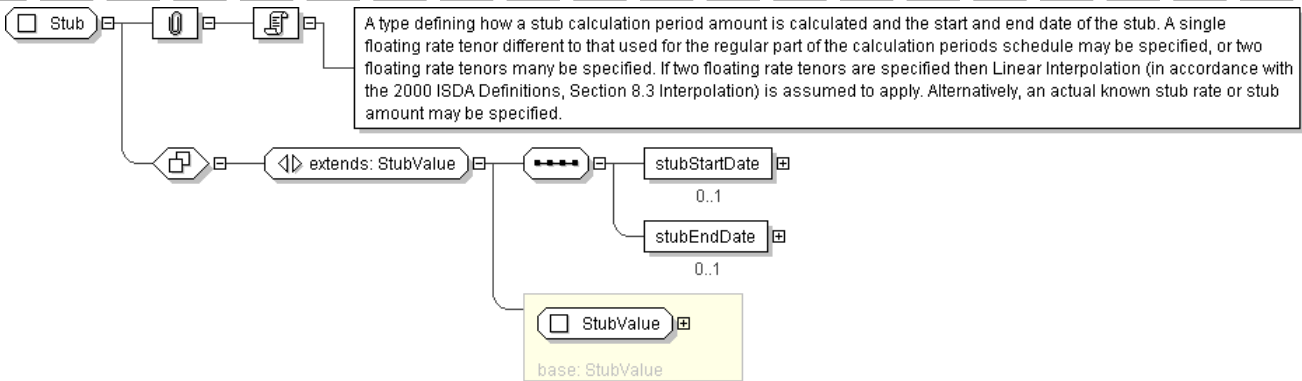 Stub
A type defining how a stub calculation period amount is calculated and the start and end date of the stub. A single
floating rate tenor different to that used for the regular part of the calculation periods schedule may be specified, or two
floating rate tenors many be specified. If two floating rate tenors are specified then Linear Interpolation (in accordance with
the 2000 ISDA Definitions, Section 8.3 Interpolation) is assumed to apply. Alternatively, an actual known stub rate or stub
amount may be specified.
extends: StubValue
stubStartDate
0..1
stubEndDate
0..1
StubValue
base: StubValue